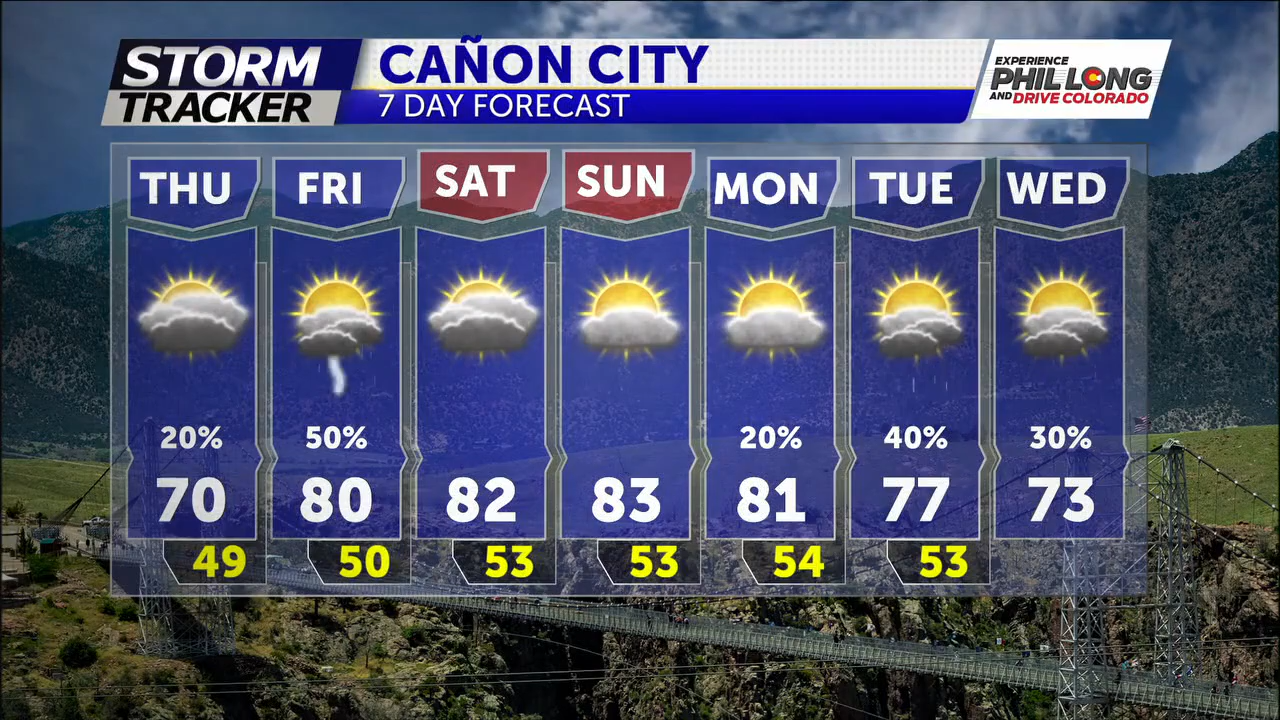 STORM
TRACKER
CAÑON CITY
7 DAY FORECAST
EXPERIENCE
PHIL LONG
AND DRIVE COLORADO
THU FRI SAT SUN MON TUE WED
20% 50% 20% 40% 30%
70 80 82 83 81 77 73
49 50 53 53 54 53